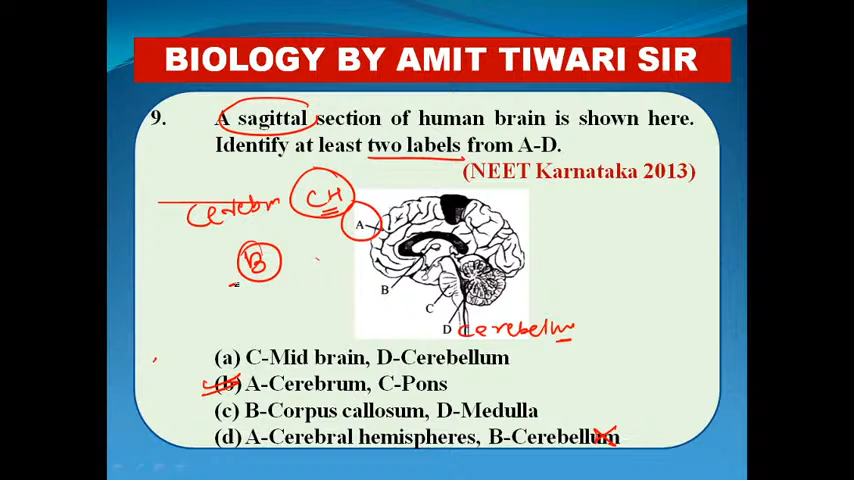 BIOLOGY BY AMIT TIWARI SIR
9. A sagittal section of human brain is shown here.
Identify at least two labels from A-D.
(NEET Karnataka 2013)
CH
Cerebrm
A
B
B
C
D
Cerebellum
(a) C-Mid brain, D-Cerebellum
(b) A-Cerebrum, C-Pons
(c) B-Corpus callosum, D-Medulla
(d) A-Cerebral hemispheres, B-Cerebellum